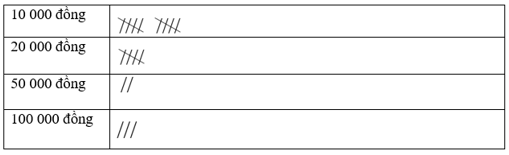 10 000 đồng
20 000 đồng
50 000 đồng
100 000 đồng